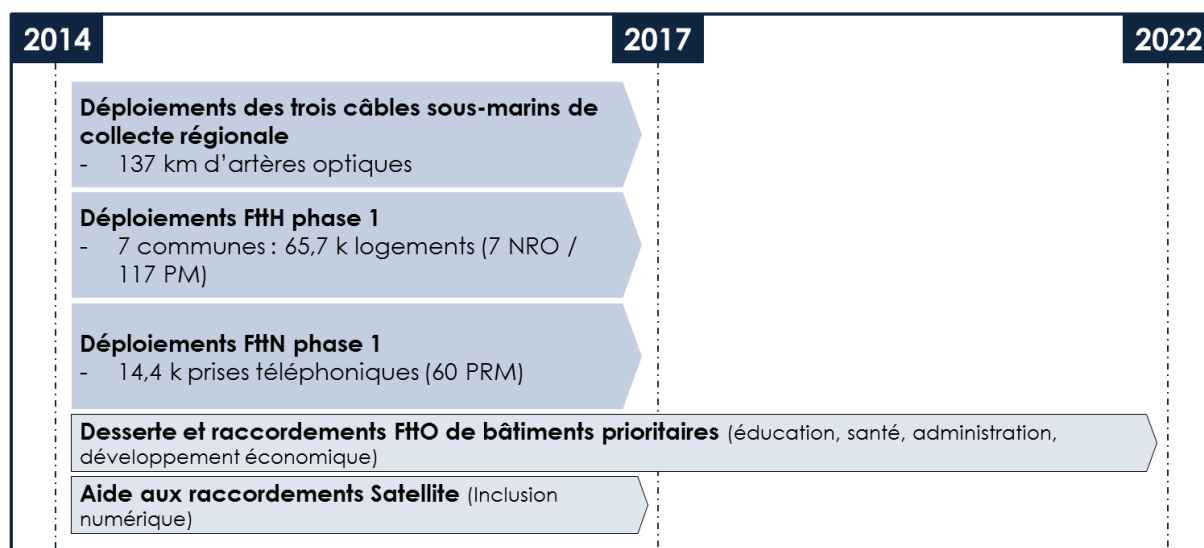 2014
2017
2022
Déploiements des trois câbles sous-marins de
collecte régionale
- 137 km d’artères optiques
Déploiements FttH phase 1
- 7 communes : 65,7 k logements (7 NRO /
117 PM)
Déploiements FttN phase 1
- 14,4 k prises téléphoniques (60 PRM)
Desserte et raccordements FttO de bâtiments prioritaires (éducation, santé, administration,
développement économique)
Aide aux raccordements Satellite (Inclusion
numérique)